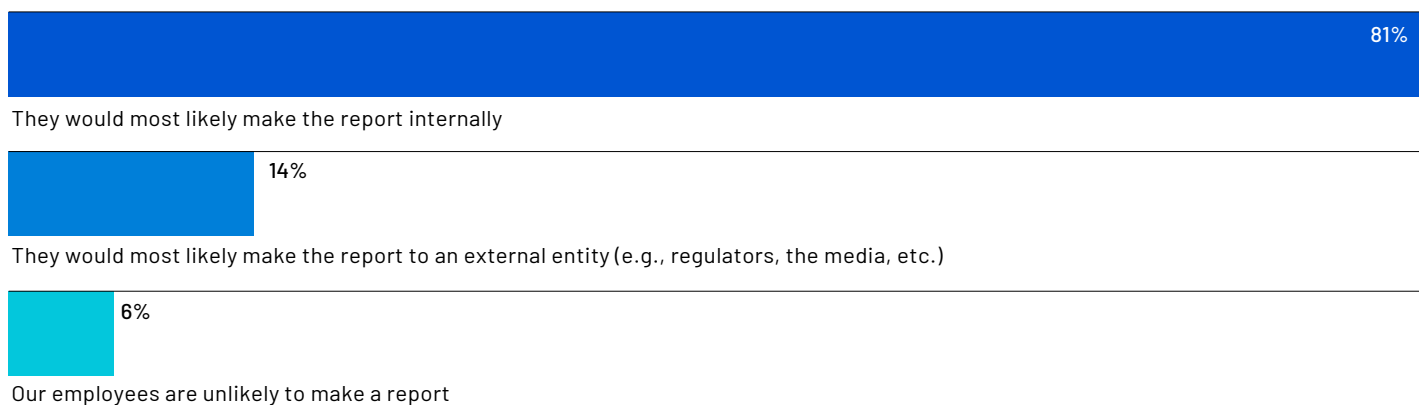 81%
They would most likely make the report internally
14%
They would most likely make the report to an external entity (e.g., regulators, the media, etc.)
6%
Our employees are unlikely to make a report